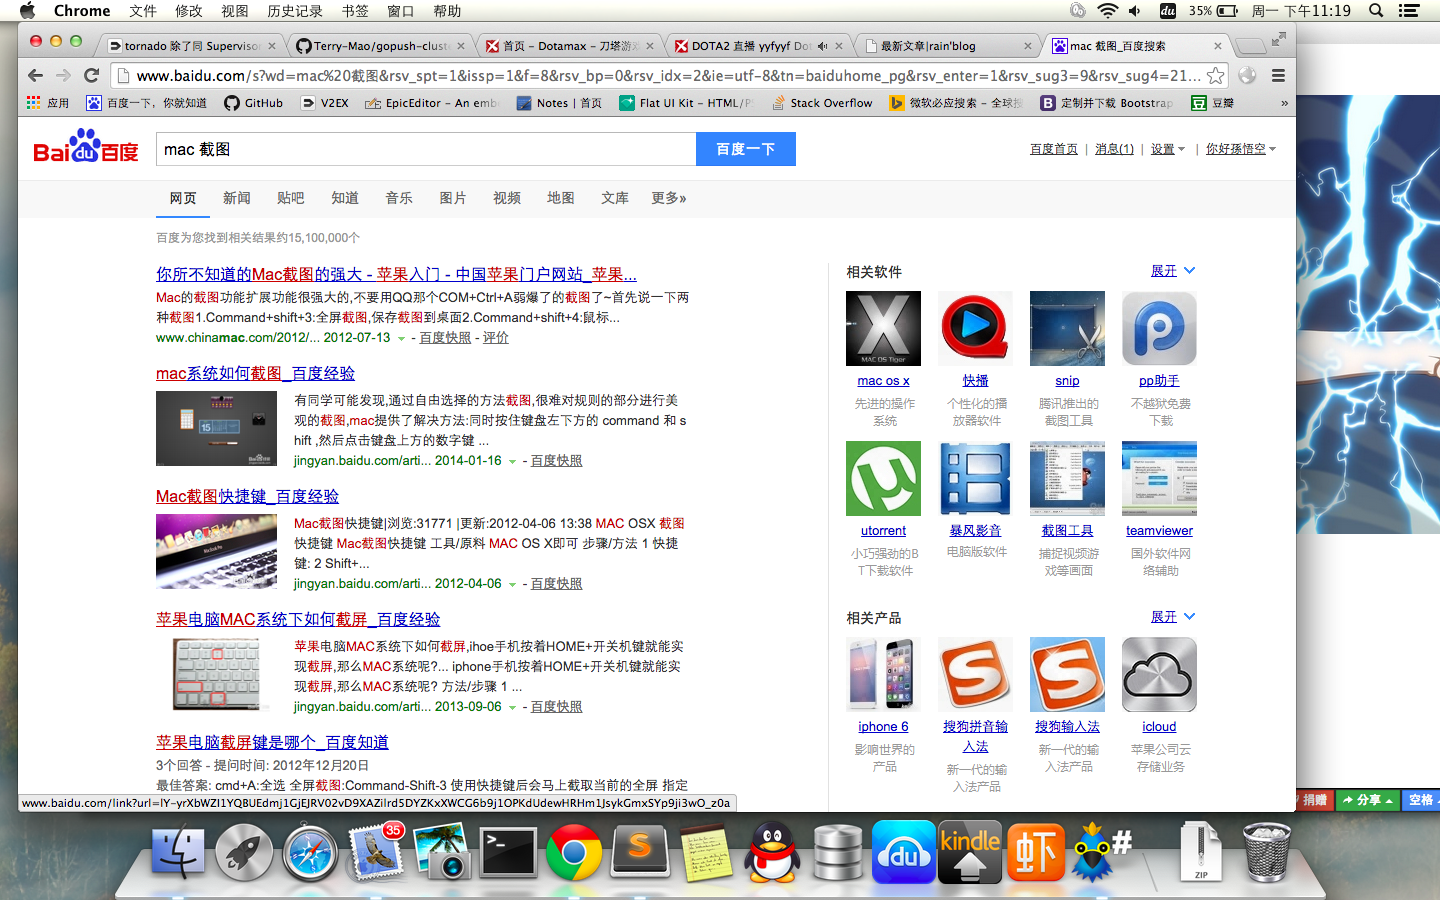 Chrome 文件 修改 视图 历史记录 书签 窗口 帮助 du 35% 周一 下午11:19
tornado 除了同 Supervisor Terry-Mao/gopush-clust 首页 - Dotamax - 刀塔游戏 DOTA2 直播 yyfyyf Do 最新文章|rain'blog mac 截图_百度搜索
www.baidu.com/s?wd=mac%20截图&rsv_spt=1&issp=1&f=8&rsv_bp=0&rsv_idx=2&ie=utf-8&tn=baiduhome_pg&rsv_enter=1&rsv_sug3=9&rsv_sug4=21...
应用 百度一下，你就知道 GitHub V2EX EpicEditor - An emb Notes | 首页 Flat UI Kit - HTML/P Stack Overflow 微软必应搜索 - 全球搜 定制并下载 Bootstrap 豆瓣 »
Bai du 百度 mac 截图 百度一下 百度首页 | 消息(1) | 设置 | 你好孫悟空
网页 新闻 贴吧 知道 音乐 图片 视频 地图 文库 更多»
百度为您找到相关结果约15,100,000个
你所不知道的Mac截图的强大 - 苹果入门 - 中国苹果门户网站_苹果...
Mac的截图功能扩展功能很强大的,不要用QQ那个COM+Ctrl+A弱爆了的截图了~首先说一下两
种截图1.Command+shift+3:全屏截图,保存截图到桌面2.Command+shift+4:鼠标...
www.chinamac.com/2012/... 2012-07-13 - 百度快照 - 评价
mac系统如何截图_百度经验
有同学可能发现,通过自由选择的方法截图,很难对规则的部分进行美
观的截图,mac提供了解决方法:同时按住键盘左下方的 command 和 s
hift ,然后点击键盘上方的数字键 ...
jingyan.baidu.com/arti... 2014-01-16 - 百度快照
Mac截图快捷键_百度经验
Mac截图快捷键|浏览:31771 |更新:2012-04-06 13:38 MAC OSX 截图
快捷键 Mac截图快捷键 工具/原料 MAC OS X即可 步骤/方法 1 快捷
键: 2 Shift+...
jingyan.baidu.com/arti... 2012-04-06 - 百度快照
苹果电脑MAC系统下如何截屏_百度经验
苹果电脑MAC系统下如何截屏,ihoe手机按着HOME+开关机键就能实
现截屏,那么MAC系统呢?... iphone手机按着HOME+开关机键就能实
现截屏,那么MAC系统呢? 方法/步骤 1 ...
jingyan.baidu.com/arti... 2013-09-06 - 百度快照
苹果电脑截屏键是哪个_百度知道
3个回答 - 提问时间: 2012年12月20日
最佳答案: cmd+A:全选 全屏截图:Command-Shift-3 使用快捷键后会马上截取当前的全屏 指定
www.baidu.com/link?url=lY-yrXbWZI1YQBUEdmj1GjEJRV02vD9XAZilrd5DYZKxXWCG6b9j1OPKdUdewHRHm1JsykGmxSYp9ji3wO_z0a
相关软件 展开
MAC OS Tiger
mac os x 快播 snip pp助手
先进的操作 个性化的播 腾讯推出的 不越狱免费
系统 放器软件 截图工具 下载
utorrent 暴风影音 截图工具 teamviewer
小巧强劲的B 电脑版软件 捕捉视频游 国外软件网
T下载软件 戏等画面 络辅助
相关产品 展开
iphone 6 搜狗拼音输 搜狗输入法 icloud
入法
影响世界的 新一代的输 苹果公司云
产品 入法产品 存储业务
新一代的输
入法产品
捐赠 分享 空格
35 S du kindle 虾 # ZIP